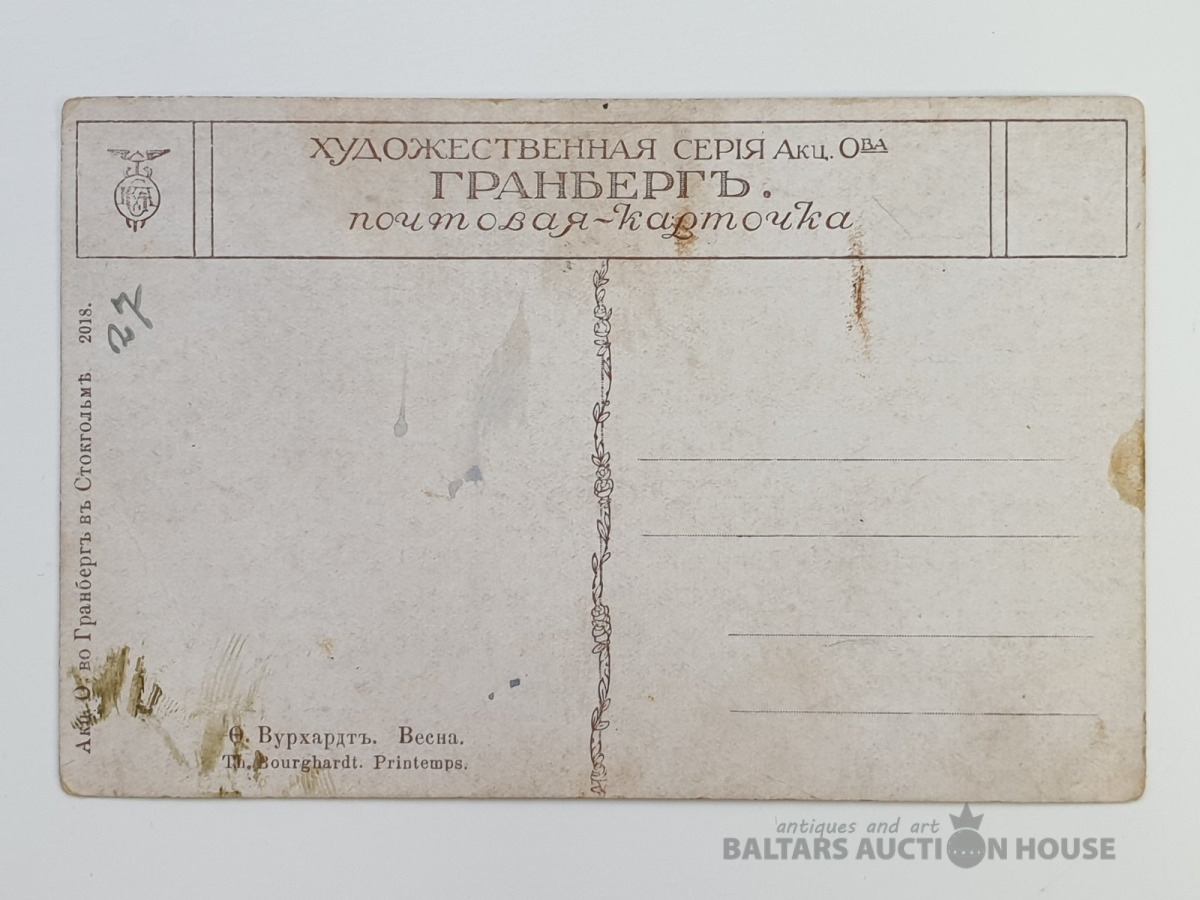 ХУДОЖЕСТВЕННАЯ СЕРІЯ Акц. Ова
ГРАНБЕРГЪ.
почтовая-карточка
27
Акц. О. во Гранбергъ въ Стокгольмѣ 2018.
Ѳ. Вурхардтъ. Весна.
Th. Bourghardt. Printemps.
antiques and art
BALTARS AUCTION HOUSE